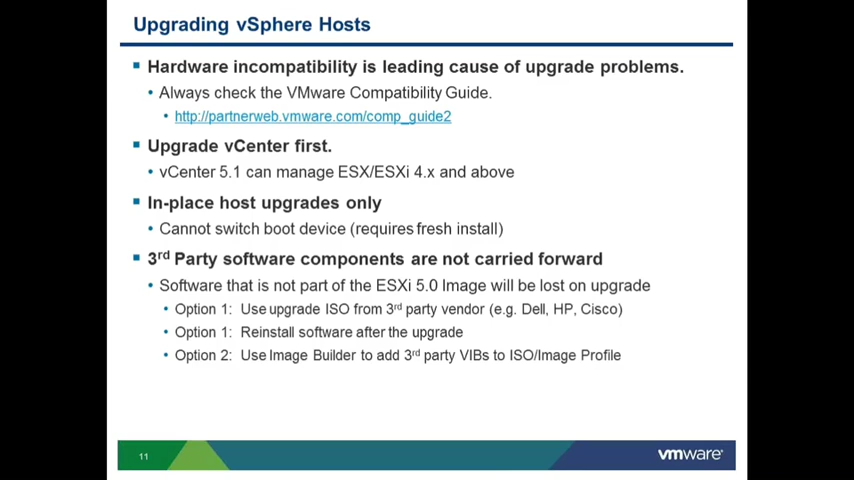 Upgrading vSphere Hosts
Hardware incompatibility is leading cause of upgrade problems.
Always check the VMware Compatibility Guide.
http://partnerweb.vmware.com/comp_guide2
Upgrade vCenter first.
vCenter 5.1 can manage ESX/ESXi 4.x and above
In-place host upgrades only
Cannot switch boot device (requires fresh install)
3rd Party software components are not carried forward
Software that is not part of the ESXi 5.0 Image will be lost on upgrade
Option 1: Use upgrade ISO from 3rd party vendor (e.g. Dell, HP, Cisco)
Option 1: Reinstall software after the upgrade
Option 2: Use Image Builder to add 3rd party VIBs to ISO/Image Profile
11
vmware